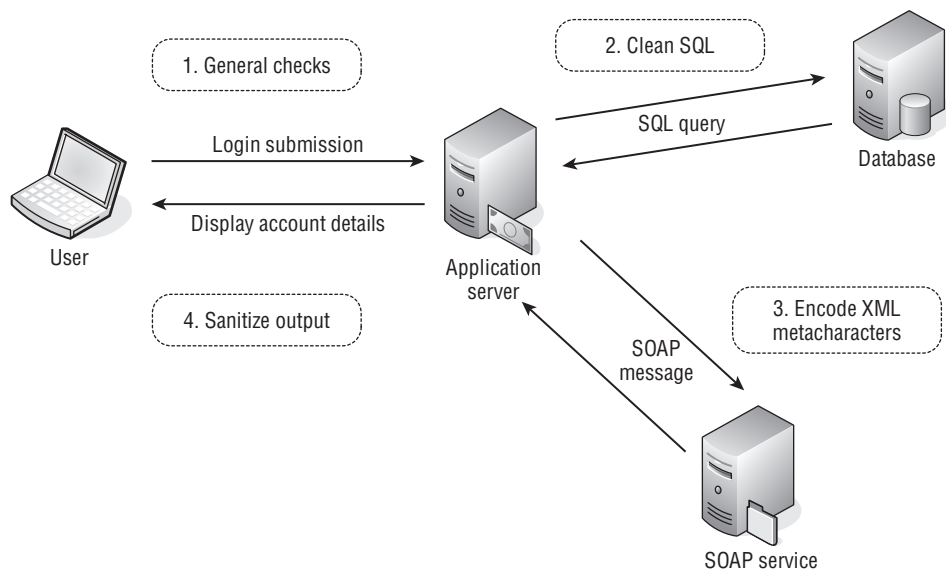 1. General checks
2. Clean SQL
Login submission
SQL query
Database
Display account details
User
Application
server
4. Sanitize output
3. Encode XML
metacharacters
SOAP
message
SOAP service